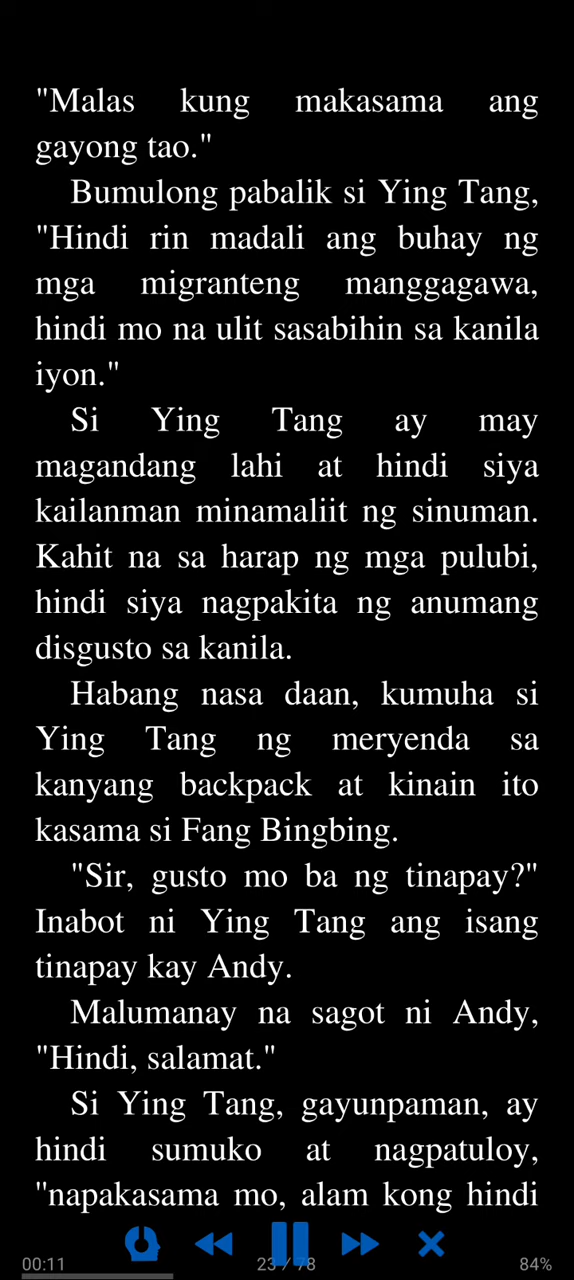 "Malas kung makasama ang
gayong tao."
Bumulong pabalik si Ying Tang,
"Hindi rin madali ang buhay ng
mga migranteng manggagawa,
hindi mo na ulit sasabihin sa kanila
iyon."
Si Ying Tang ay may
magandang lahi at hindi siya
kailanman minamaliit ng sinuman.
Kahit na sa harap ng mga pulubi,
hindi siya nagpakita ng anumang
disgusto sa kanila.
Habang nasa daan, kumuha si
Ying Tang ng meryenda sa
kanyang backpack at kinain ito
kasama si Fang Bingbing.
"Sir, gusto mo ba ng tinapay?"
Inabot ni Ying Tang ang isang
tinapay kay Andy.
Malumanay na sagot ni Andy,
"Hindi, salamat."
Si Ying Tang, gayunpaman, ay
hindi sumuko at nagpatuloy,
"napakasama mo, alam kong hindi
00:11 23 / 78 84%